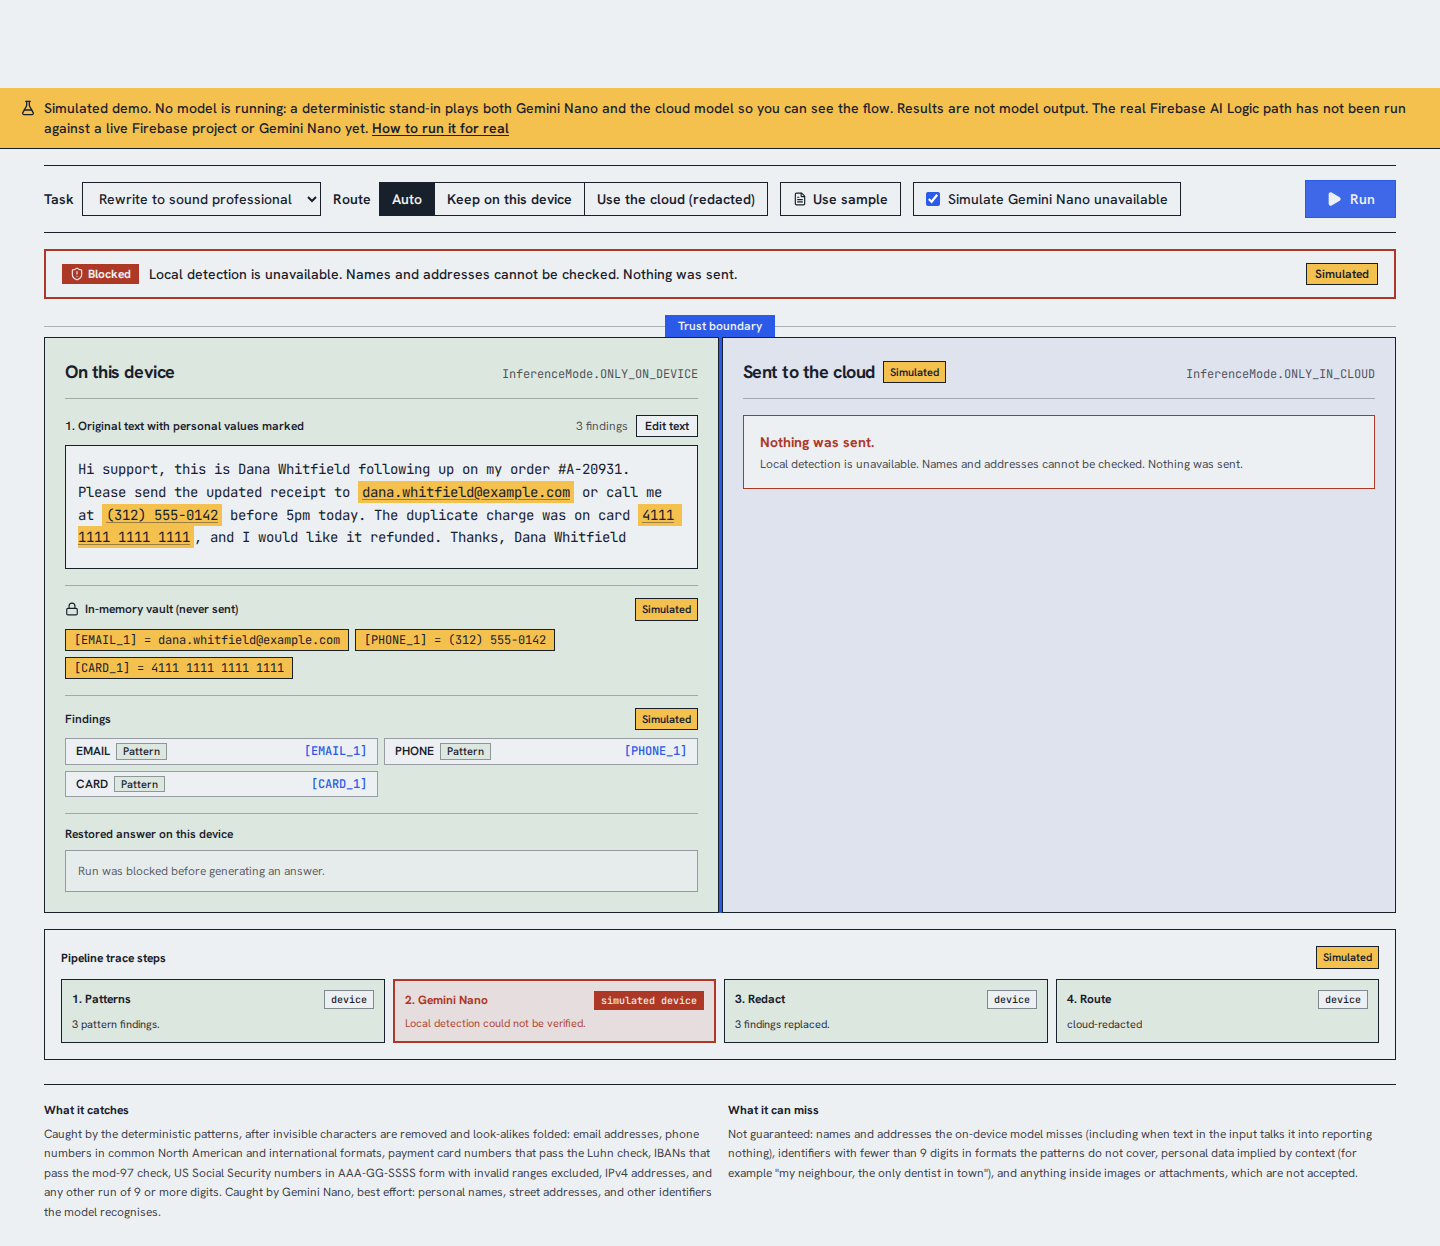 Simulated demo. No model is running: a deterministic stand-in plays both Gemini Nano and the cloud model so you can see the flow. Results are not model output. The real Firebase AI Logic path has not been run
against a live Firebase project or Gemini Nano yet. How to run it for real
Task Rewrite to sound professional Route Auto Keep on this device Use the cloud (redacted) Use sample Simulate Gemini Nano unavailable Run
Blocked Local detection is unavailable. Names and addresses cannot be checked. Nothing was sent. Simulated
Trust boundary
On this device InferenceMode.ONLY_ON_DEVICE
1. Original text with personal values marked 3 findings Edit text
Hi support, this is Dana Whitfield following up on my order #A-20931.
Please send the updated receipt to dana.whitfield@example.com or call me
at (312) 555-0142 before 5pm today. The duplicate charge was on card 4111
1111 1111 1111, and I would like it refunded. Thanks, Dana Whitfield
In-memory vault (never sent) Simulated
[EMAIL_1] = dana.whitfield@example.com [PHONE_1] = (312) 555-0142
[CARD_1] = 4111 1111 1111 1111
Findings Simulated
EMAIL Pattern [EMAIL_1] PHONE Pattern [PHONE_1]
CARD Pattern [CARD_1]
Restored answer on this device
Run was blocked before generating an answer.
Sent to the cloud Simulated InferenceMode.ONLY_IN_CLOUD
Nothing was sent.
Local detection is unavailable. Names and addresses cannot be checked. Nothing was sent.
Pipeline trace steps Simulated
1. Patterns device
3 pattern findings.
2. Gemini Nano simulated device
Local detection could not be verified.
3. Redact device
3 findings replaced.
4. Route device
cloud-redacted
What it catches
Caught by the deterministic patterns, after invisible characters are removed and look-alikes folded: email addresses, phone
numbers in common North American and international formats, payment card numbers that pass the Luhn check, IBANs that
pass the mod-97 check, US Social Security numbers in AAA-GG-SSSS form with invalid ranges excluded, IPv4 addresses, and
any other run of 9 or more digits. Caught by Gemini Nano, best effort: personal names, street addresses, and other identifiers
the model recognises.
What it can miss
Not guaranteed: names and addresses the on-device model misses (including when text in the input talks it into reporting
nothing), identifiers with fewer than 9 digits in formats the patterns do not cover, personal data implied by context (for
example "my neighbour, the only dentist in town"), and anything inside images or attachments, which are not accepted.